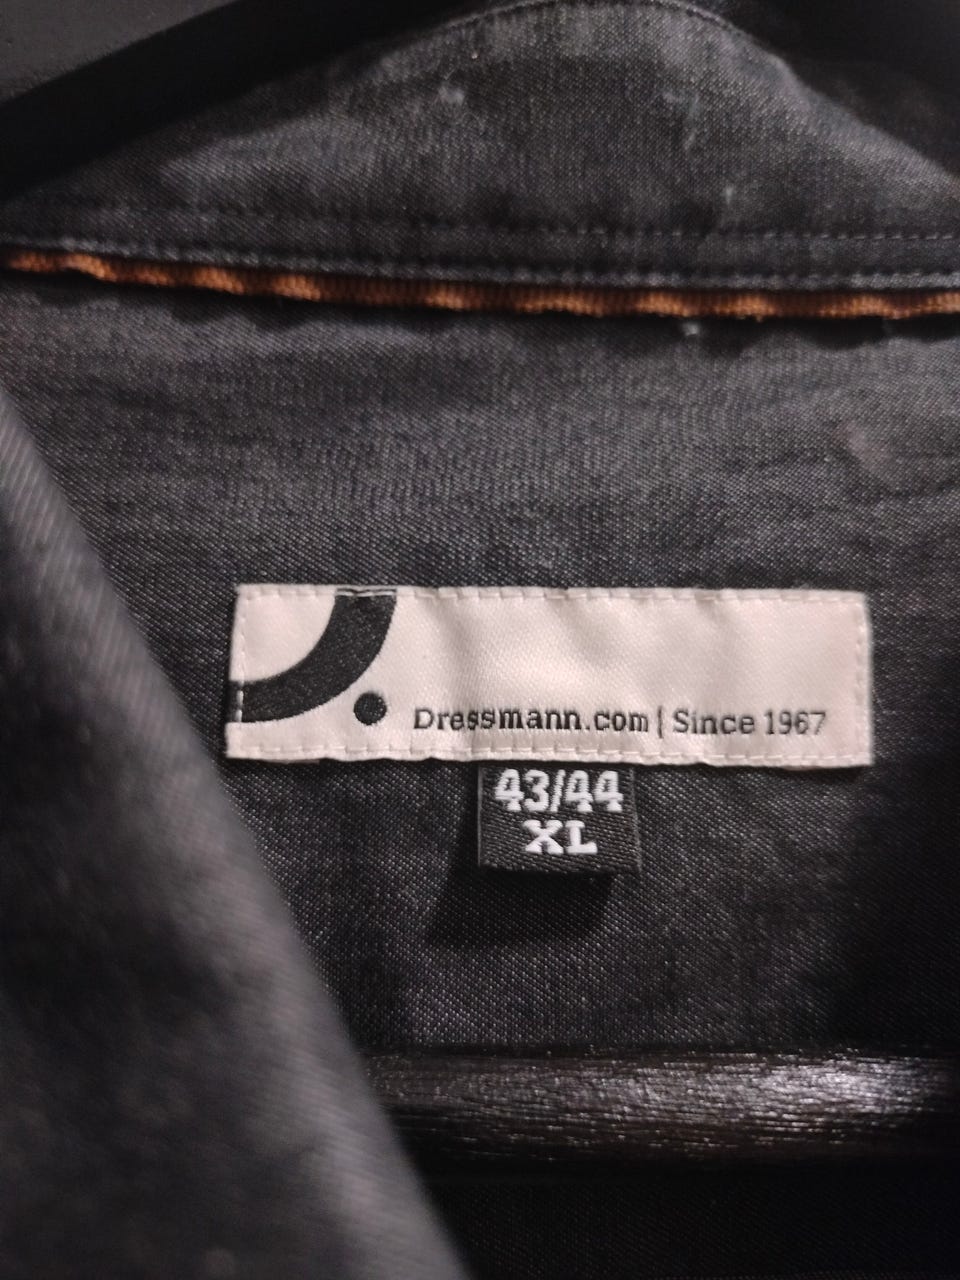 Dressmann.com | Since 1967
43/44
XL